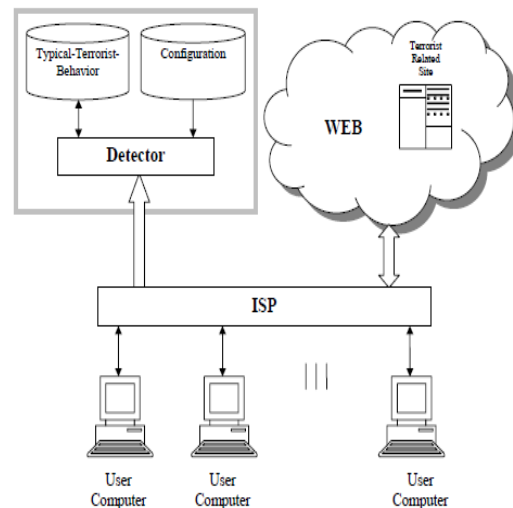 Typical-Terrorist-
Behavior
Configuration
Detector
Terrorist
Related
Site
WEB
ISP
User
Computer
User
Computer
User
Computer